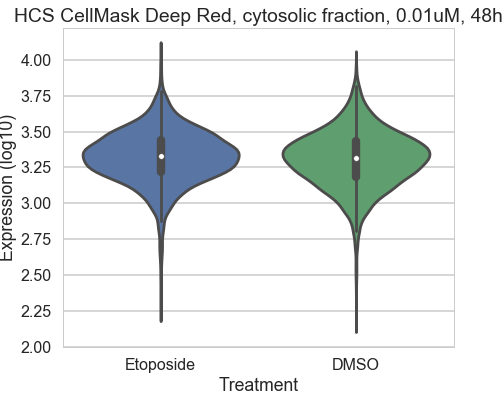 HCS CellMask Deep Red, cytosolic fraction, 0.01uM, 48h
Expression (log10)
4.00
3.75
3.50
3.25
3.00
2.75
2.50
2.25
2.00
Etoposide DMSO
Treatment